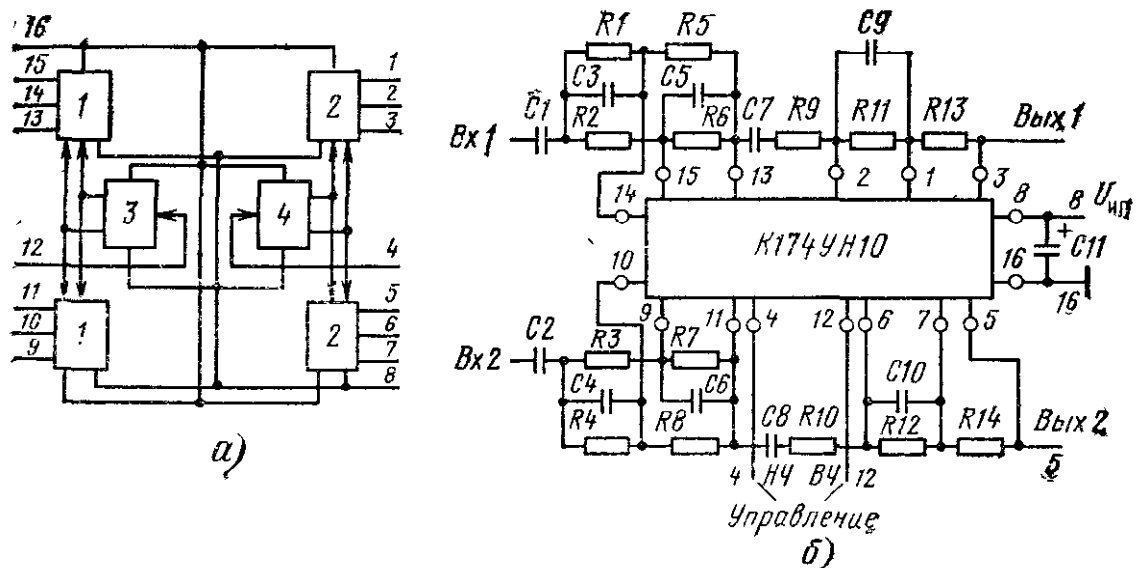 16
15
14
13
1
2
1
2
3
3
4
12
4
11
10
9
1
2
5
6
7
8
а)
R1
R5
C9
C3
C5
C1
R2
R6
C7
R9
R11
R13
Вх 1
Вых 1
14
15
13
2
1
3
8
8
Uип
К174УН10
+
C11
10
16
16
9
11
4
12
6
7
5
C2
R3
R7
Вх 2
C4
C6
C10
R4
R8
C8
R10
R12
R14
Вых 2
4
НЧ
ВЧ
12
5
Управление
б)